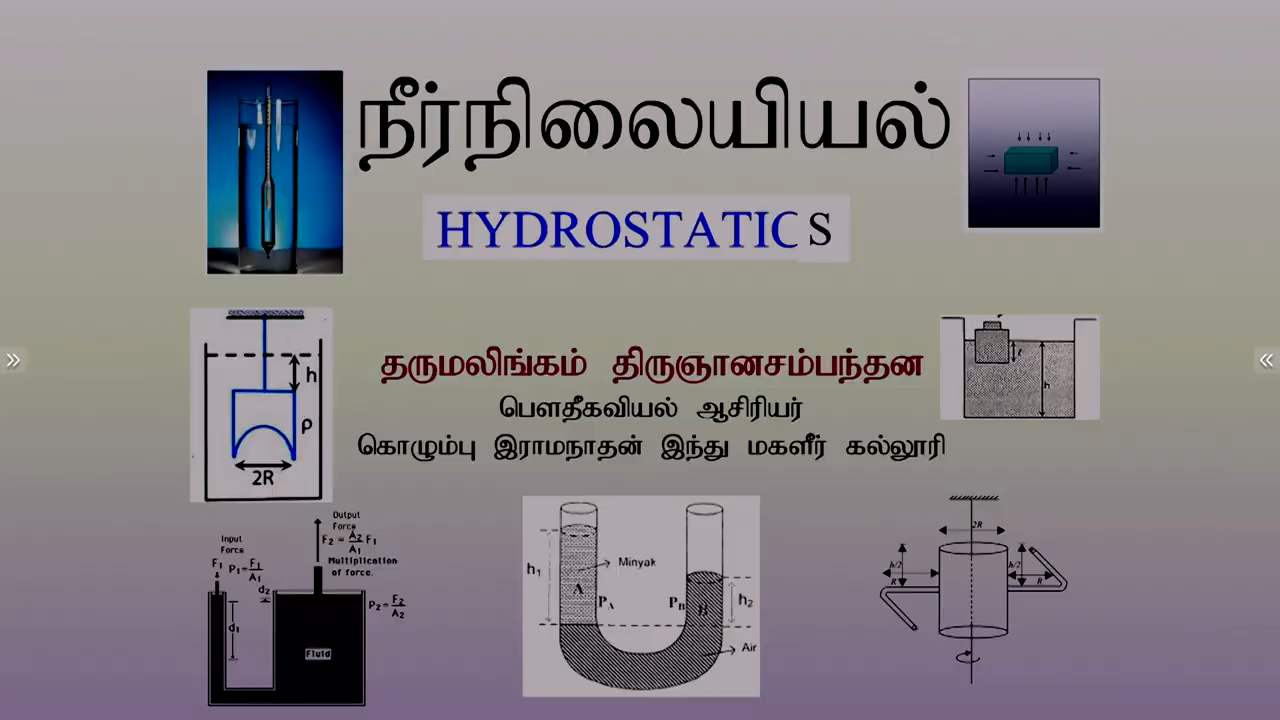 நீர்நிலையியல்
HYDROSTATICS
தருமலிங்கம் திருஞானசம்பந்தன
பௌதீகவியல் ஆசிரியர்
கொழும்பு இராமநாதன் இந்து மகளீர் கல்லூரி
h
ρ
2R
l
h
Input
Force
F1
P1=F1/A1
d2
d1
Output
Force
F2 = A2/A1 F1
Multiplication
of force.
P2=F2/A2
Fluid
h1
Minyak
A
PA
PB
B
h2
Air
2R
h/2
R
h/2
R